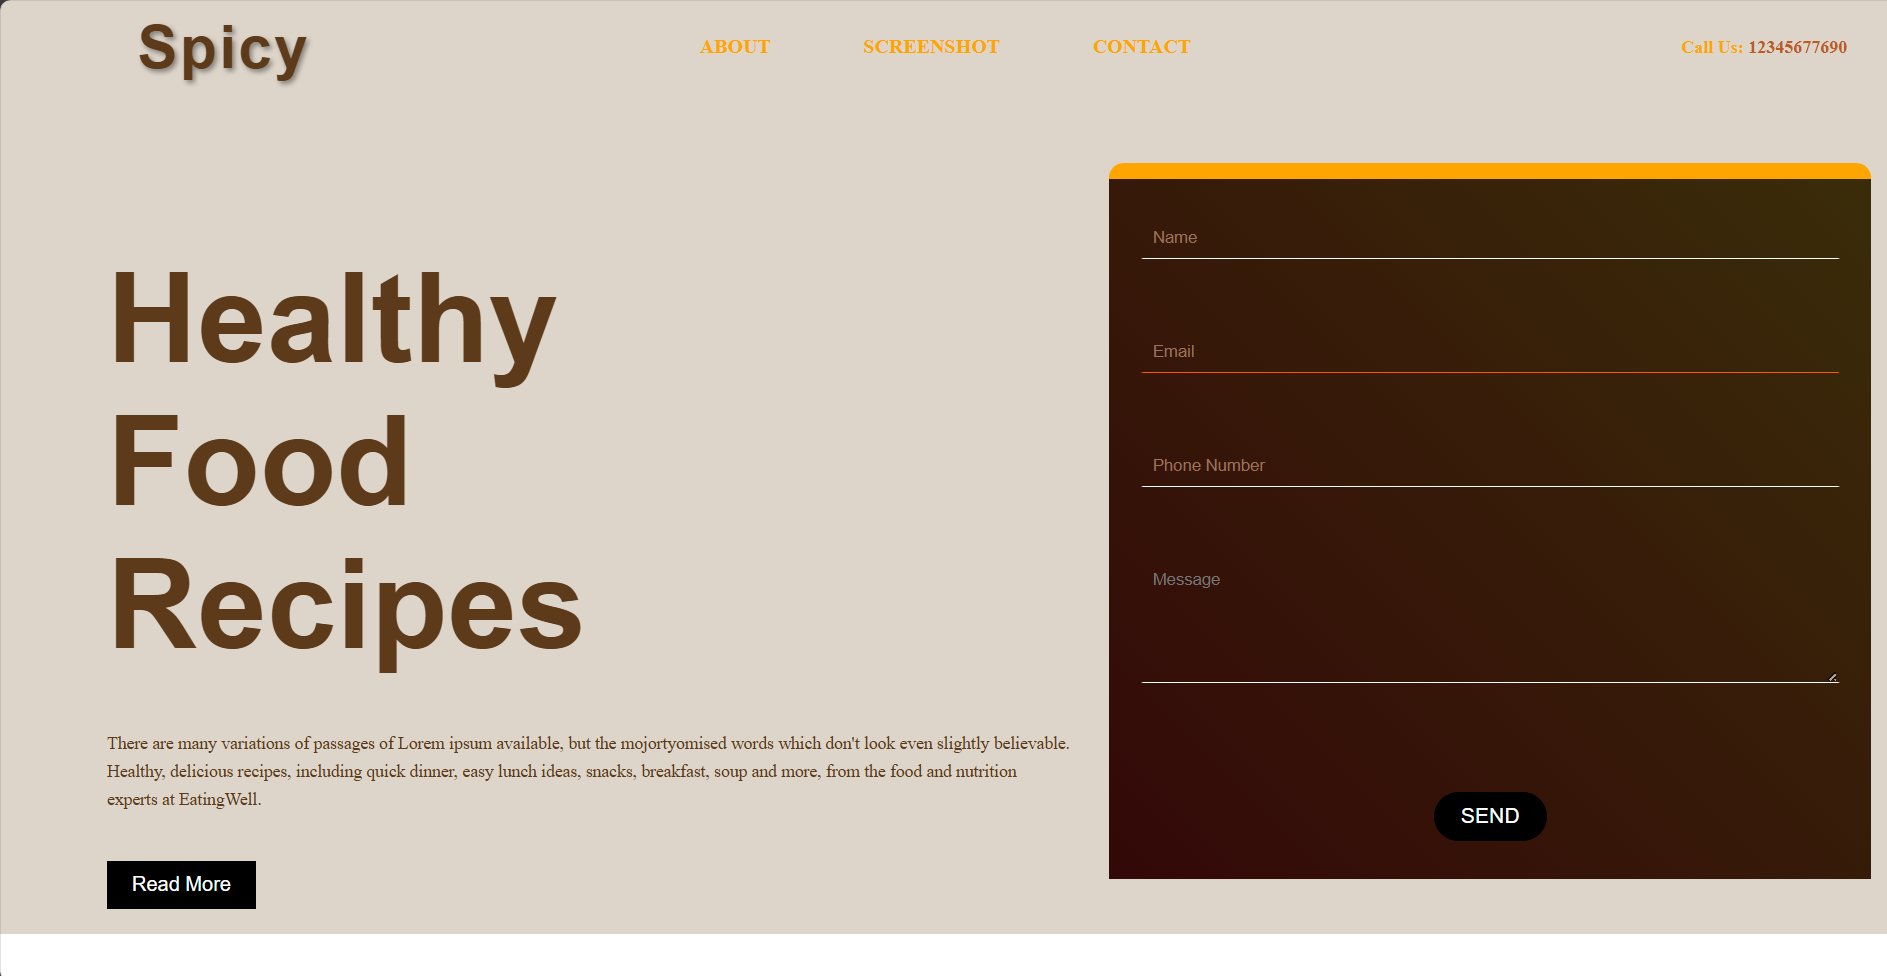 Spicy
ABOUT
SCREENSHOT
CONTACT
Call Us: 12345677690
Healthy
Food
Recipes
There are many variations of passages of Lorem ipsum available, but the mojortyomised words which don't look even slightly believable.
Healthy, delicious recipes, including quick dinner, easy lunch ideas, snacks, breakfast, soup and more, from the food and nutrition
experts at EatingWell.
Read More
Name
Email
Phone Number
Message
SEND